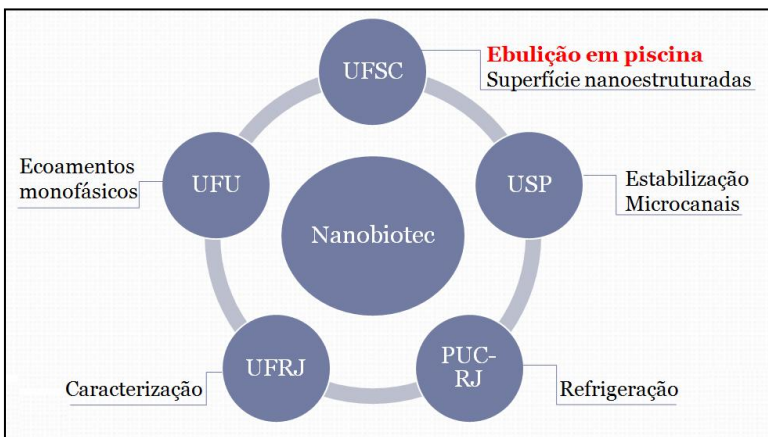 Ebulição em piscina
UFSC
Superfície nanoestruturadas
Ecoamentos
monofásicos
UFU
USP
Estabilização
Microcanais
Nanobiotec
UFRJ
PUC-
RJ
Caracterização
Refrigeração